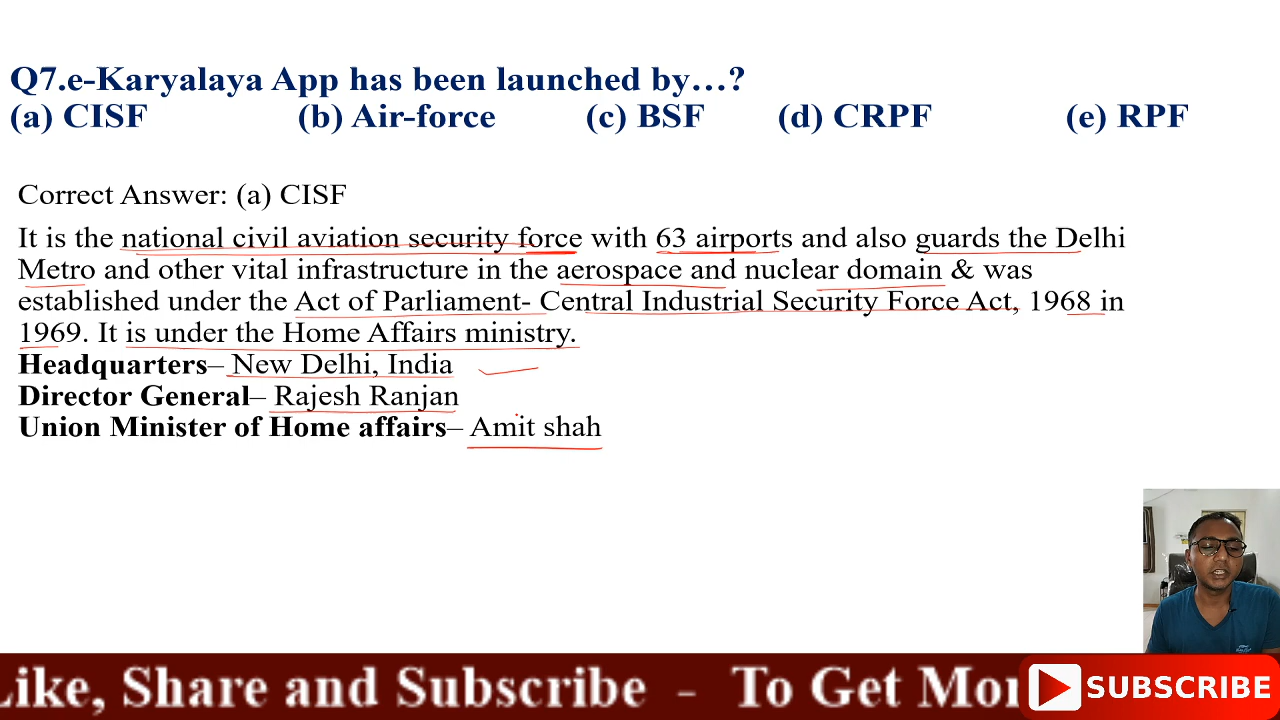 Q7.e-Karyalaya App has been launched by…?
(a) CISF (b) Air-force (c) BSF (d) CRPF (e) RPF
Correct Answer: (a) CISF
It is the national civil aviation security force with 63 airports and also guards the Delhi
Metro and other vital infrastructure in the aerospace and nuclear domain & was
established under the Act of Parliament- Central Industrial Security Force Act, 1968 in
1969. It is under the Home Affairs ministry.
Headquarters– New Delhi, India
Director General– Rajesh Ranjan
Union Minister of Home affairs– Amit shah
Like, Share and Subscribe - To Get Mor
SUBSCRIBE